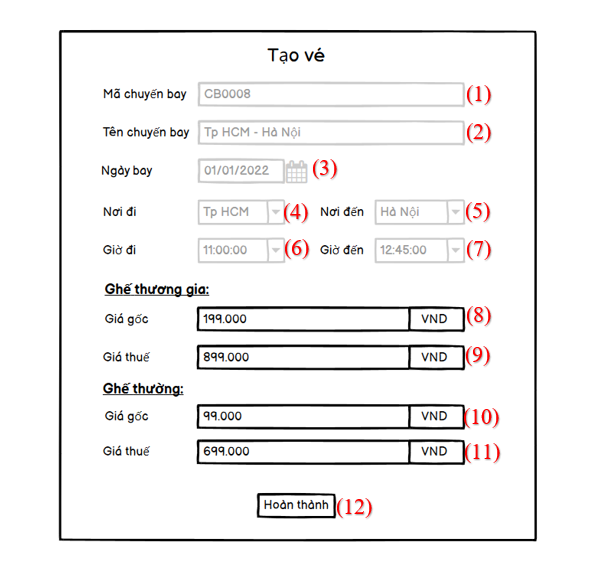 Tạo vé
Mã chuyến bay CB0008 (1)
Tên chuyến bay Tp HCM - Hà Nội (2)
Ngày bay 01/01/2022 (3)
Nơi đi Tp HCM (4) Nơi đến Hà Nội (5)
Giờ đi 11:00:00 (6) Giờ đến 12:45:00 (7)
Ghế thương gia:
Giá gốc 199.000 VND (8)
Giá thuế 899.000 VND (9)
Ghế thường:
Giá gốc 99.000 VND (10)
Giá thuế 699.000 VND (11)
Hoàn thành (12)